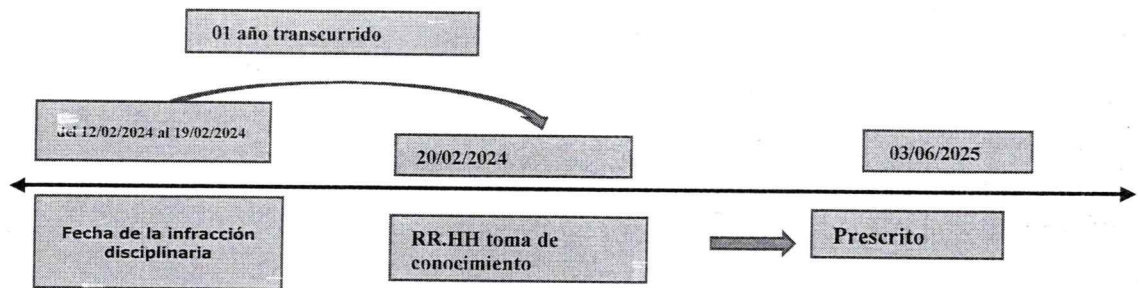 01 año transcurrido
del 12/02/2024 al 19/02/2024
20/02/2024
03/06/2025
Fecha de la infracción
disciplinaria
RR.HH toma de
conocimiento
Prescrito